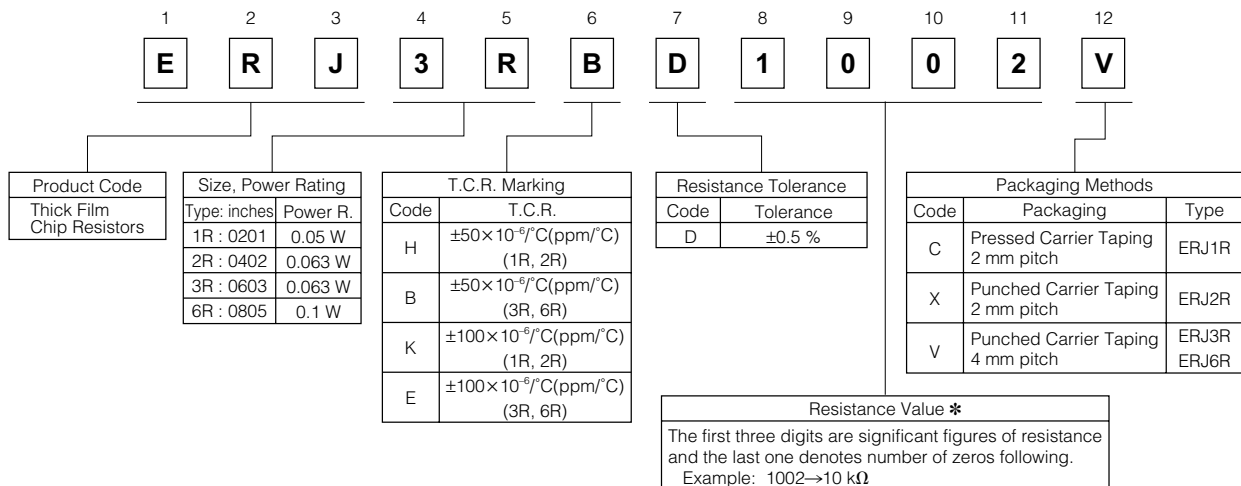 1 2 3 4 5 6 7 8 9 10 11 12
E R J 3 R B D 1 0 0 2 V
Product Code
Thick Film
Chip Resistors
Size, Power Rating
Type: inches Power R.
1R : 0201 0.05 W
2R : 0402 0.063 W
3R : 0603 0.063 W
6R : 0805 0.1 W
T.C.R. Marking
Code T.C.R.
H ±50×10⁻⁶/°C(ppm/°C)
(1R, 2R)
B ±50×10⁻⁶/°C(ppm/°C)
(3R, 6R)
K ±100×10⁻⁶/°C(ppm/°C)
(1R, 2R)
E ±100×10⁻⁶/°C(ppm/°C)
(3R, 6R)
Resistance Tolerance
Code Tolerance
D ±0.5 %
Packaging Methods
Code Packaging Type
C Pressed Carrier Taping
2 mm pitch ERJ1R
X Punched Carrier Taping
2 mm pitch ERJ2R
V Punched Carrier Taping
4 mm pitch ERJ3R
ERJ6R
Resistance Value ✻
The first three digits are significant figures of resistance
and the last one denotes number of zeros following.
Example: 1002→10 kΩ